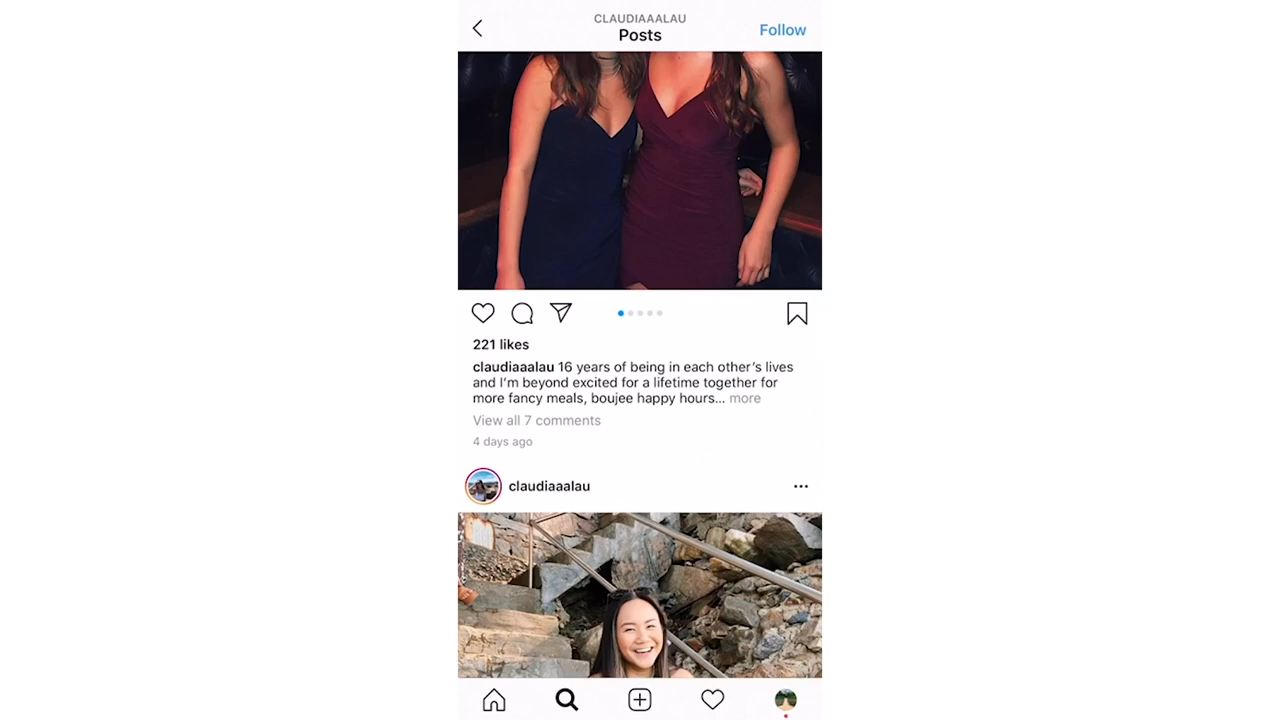 CLAUDIAAALAU
Posts
Follow
221 likes
claudiaaalau 16 years of being in each other’s lives
and I’m beyond excited for a lifetime together for
more fancy meals, boujee happy hours... more
View all 7 comments
4 days ago
claudiaaalau